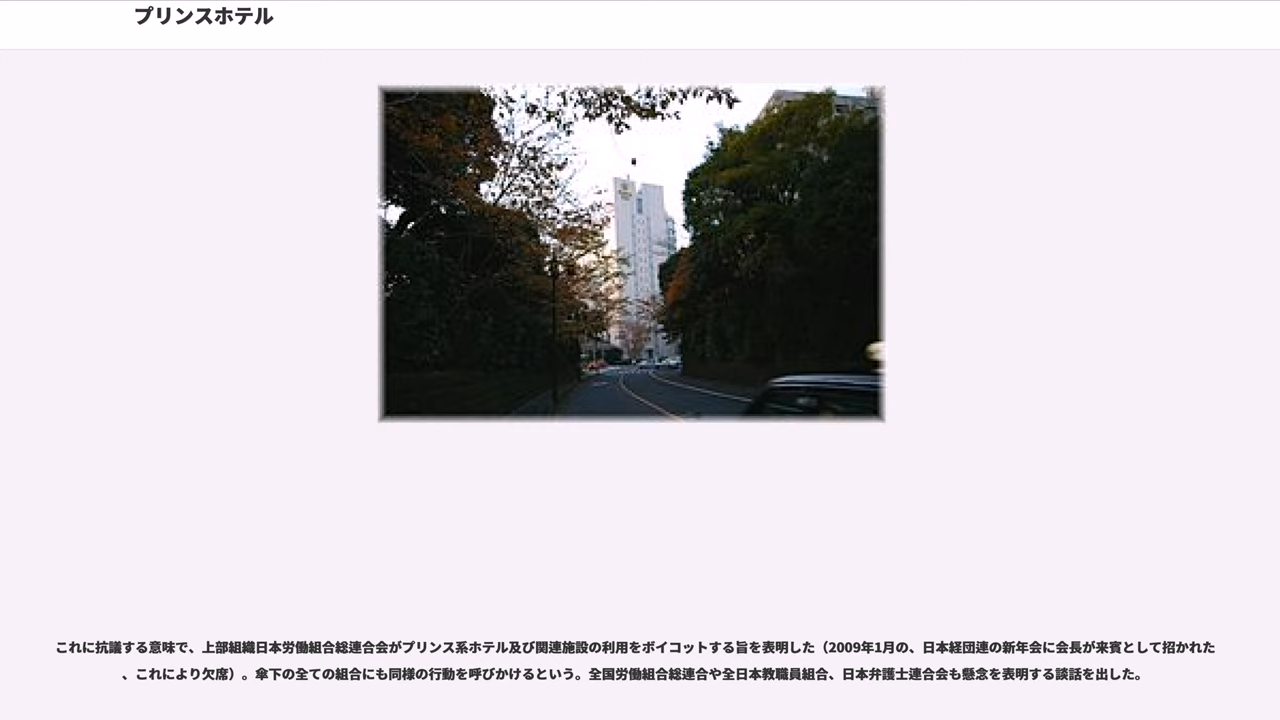 プリンスホテル
これに抗議する意味で、上部組織日本労働組合総連合会がプリンス系ホテル及び関連施設の利用をボイコットする旨を表明した（2009年1月の、日本経団連の新年会に会長が来賓として招かれた
、これにより欠席）。傘下の全ての組合にも同様の行動を呼びかけるという。全国労働組合総連合や全日本教職員組合、日本弁護士連合会も懸念を表明する談話を出した。